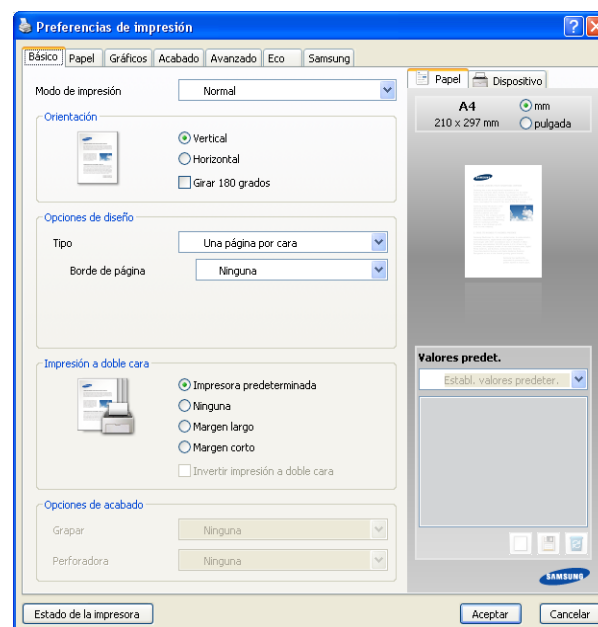 Preferencias de impresión
Básico Papel Gráficos Acabado Avanzado Eco Samsung
Modo de impresión Normal
Orientación
Vertical
Horizontal
Girar 180 grados
Opciones de diseño
Tipo Una página por cara
Borde de página Ninguna
Impresión a doble cara
Impresora predeterminada
Ninguna
Margen largo
Margen corto
Invertir impresión a doble cara
Opciones de acabado
Grapar Ninguna
Perforadora Ninguna
Papel Dispositivo
A4 mm
210 x 297 mm pulgada
Valores predet.
Establ. valores predeter.
SAMSUNG
Estado de la impresora Aceptar Cancelar